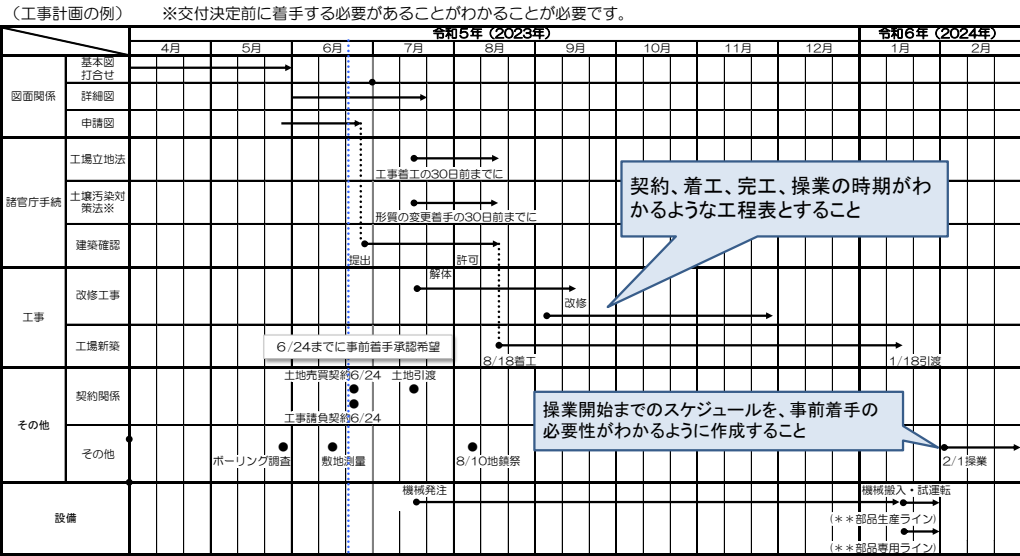 （工事計画の例）　※交付決定前に着手する必要があることがわかることが必要です。
令和5年（2023年）　令和6年（2024年）
4月　5月　6月　7月　8月　9月　10月　11月　12月　1月　2月
図面関係
基本図
打合せ
詳細図
申請図
諸官庁手続
工場立地法
工事着工の30日前までに
土壌汚染対
策法※
形質の変更着手の30日前までに
建築確認
提出　許可
契約、着工、完工、操業の時期がわ
かるような工程表とすること
工事
改修工事
解体
改修
工場新築
6/24までに事前着手承認希望
8/18着工　1/18引渡
その他
契約関係
土地売買契約6/24　土地引渡
工事請負契約6/24
操業開始までのスケジュールを、事前着手の
必要性がわかるように作成すること
その他
ボーリング調査　敷地測量　8/10地鎮祭　2/1操業
設備
機械発注　機械搬入・試運転
(＊＊部品生産ライン)
(＊＊部品専用ライン)